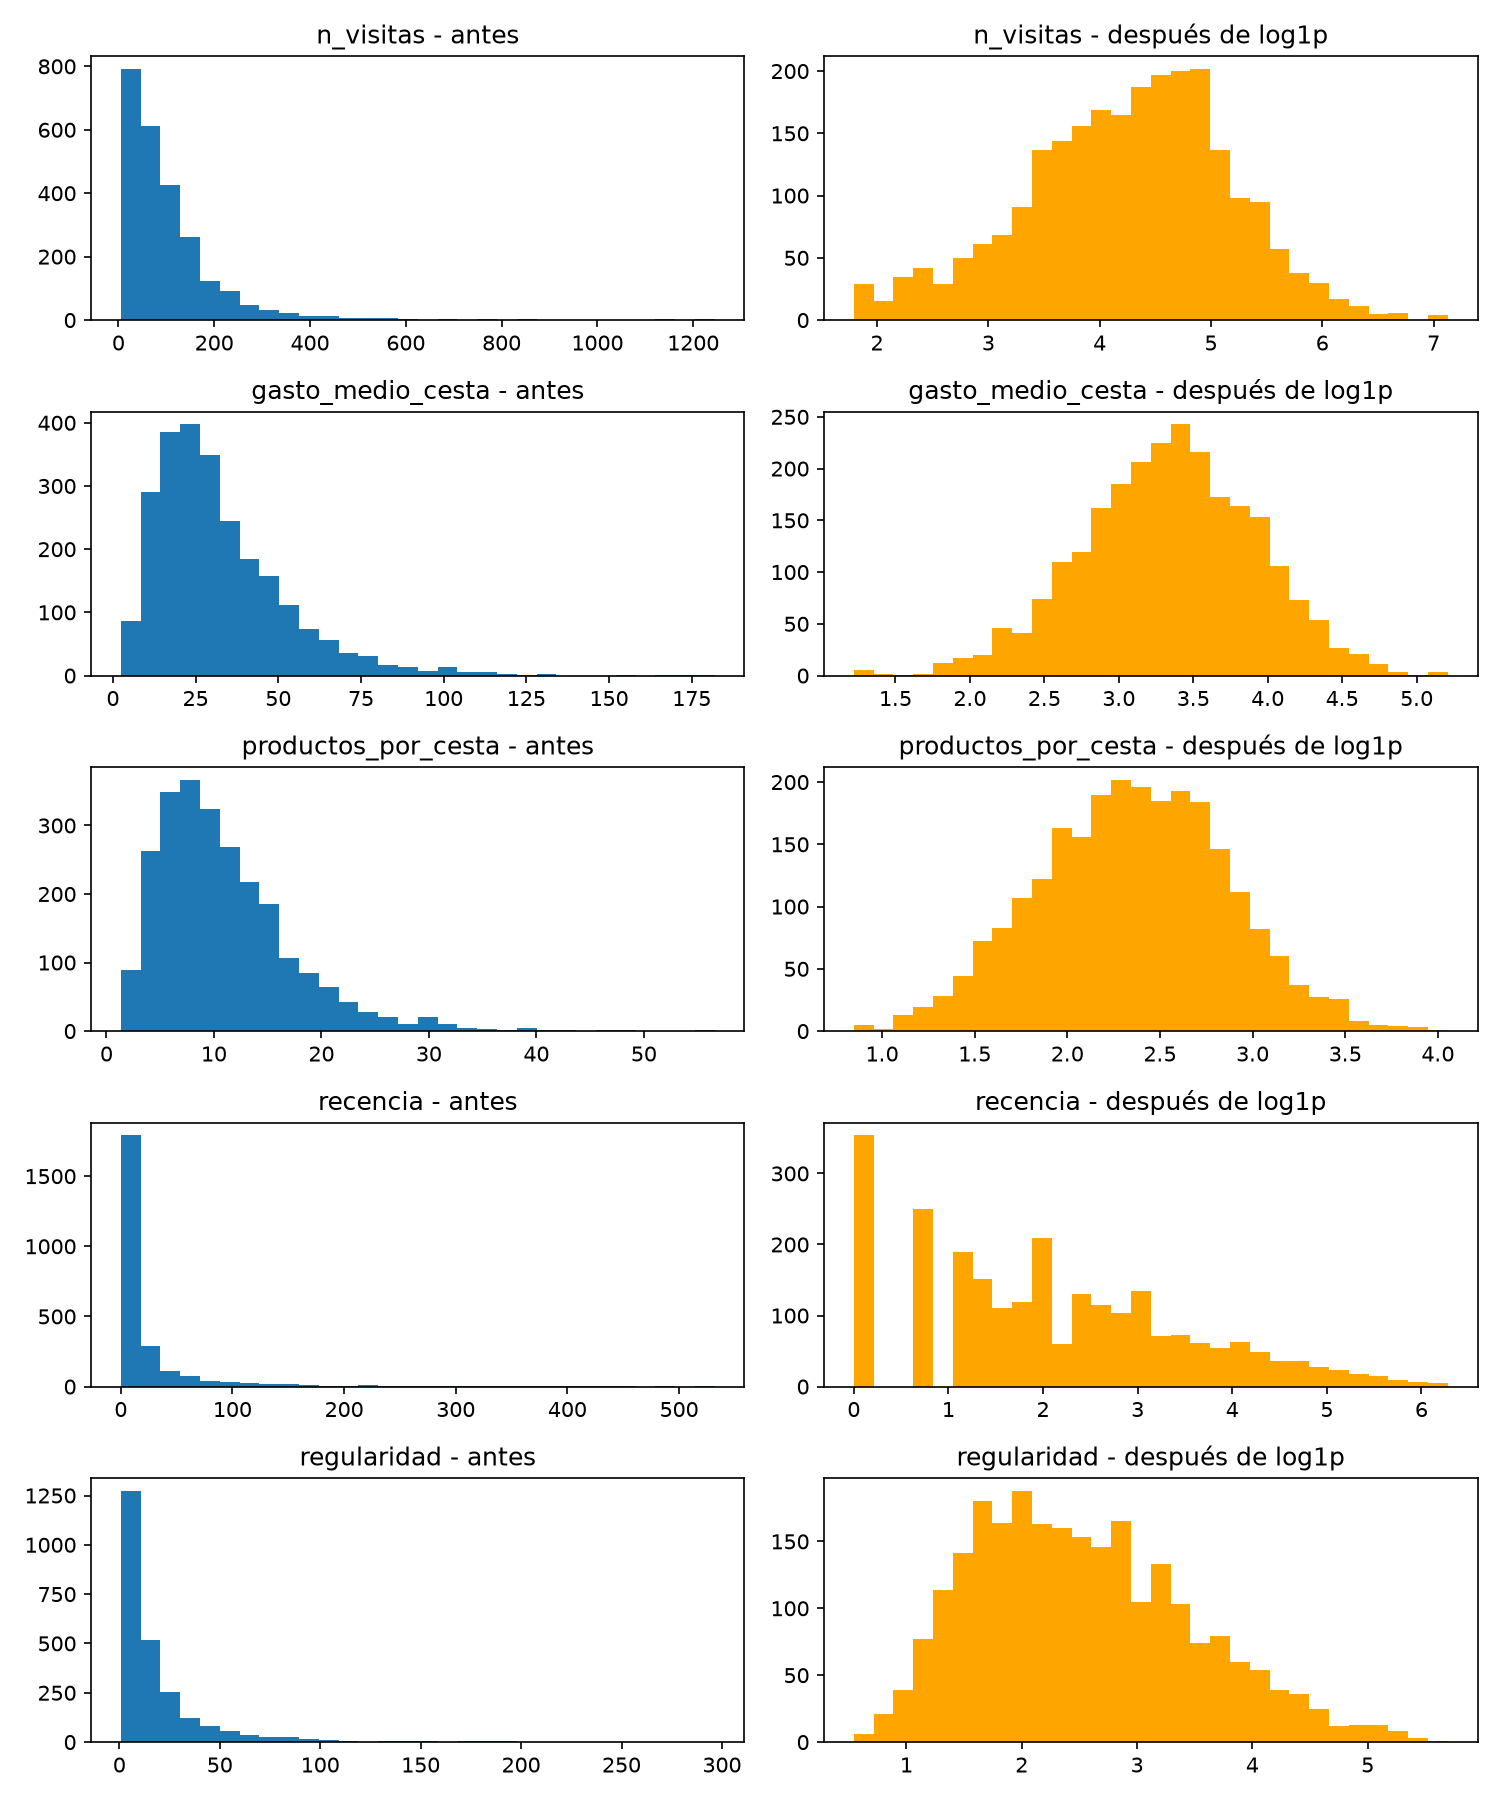 n_visitas - antes
800
600
400
200
0
0 200 400 600 800 1000 1200
n_visitas - después de log1p
200
150
100
50
0
2 3 4 5 6 7
gasto_medio_cesta - antes
400
300
200
100
0
0 25 50 75 100 125 150 175
gasto_medio_cesta - después de log1p
250
200
150
100
50
0
1.5 2.0 2.5 3.0 3.5 4.0 4.5 5.0
productos_por_cesta - antes
300
200
100
0
0 10 20 30 40 50
productos_por_cesta - después de log1p
200
150
100
50
0
1.0 1.5 2.0 2.5 3.0 3.5 4.0
recencia - antes
1500
1000
500
0
0 100 200 300 400 500
recencia - después de log1p
300
200
100
0
0 1 2 3 4 5 6
regularidad - antes
1250
1000
750
500
250
0
0 50 100 150 200 250 300
regularidad - después de log1p
150
100
50
0
1 2 3 4 5